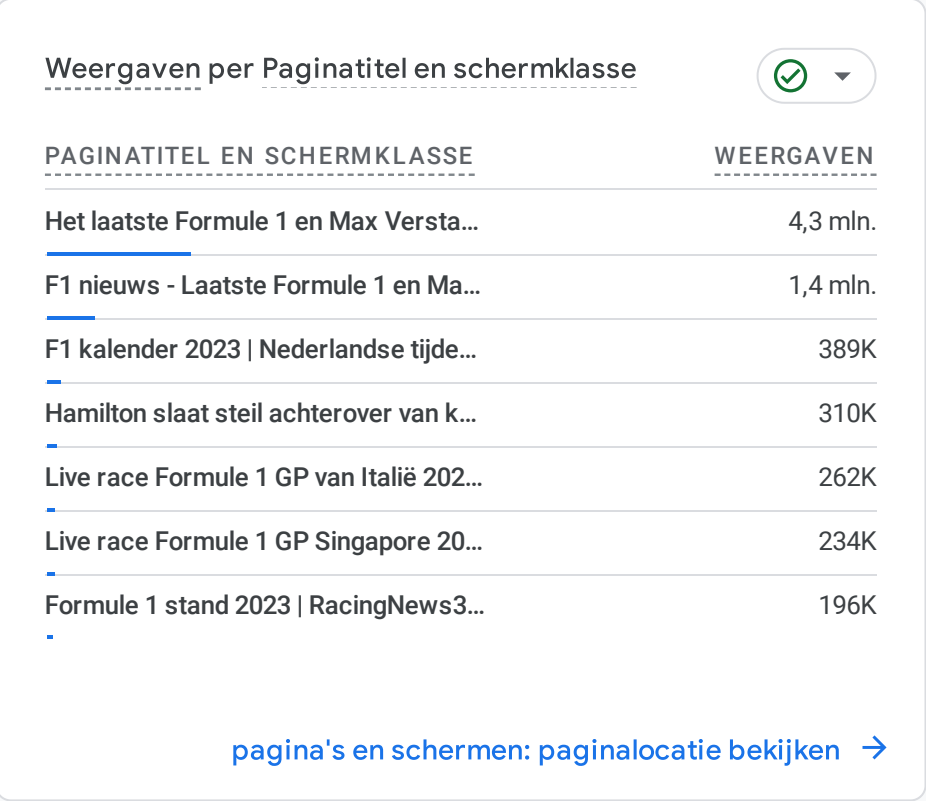 Weergaven per Paginatitel en schermklasse
PAGINATITEL EN SCHERMKLASSE WEERGAVEN
Het laatste Formule 1 en Max Versta... 4,3 mln.
F1 nieuws - Laatste Formule 1 en Ma... 1,4 mln.
F1 kalender 2023 | Nederlandse tijde... 389K
Hamilton slaat steil achterover van k... 310K
Live race Formule 1 GP van Italië 202... 262K
Live race Formule 1 GP Singapore 20... 234K
Formule 1 stand 2023 | RacingNews3... 196K
pagina's en schermen: paginalocatie bekijken